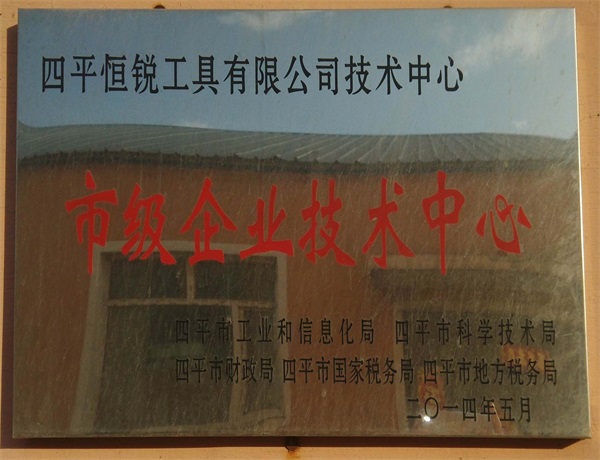 四平恒锐工具有限公司技术中心
市级企业技术中心
四平市工业和信息化局 四平市科学技术局
四平市财政局 四平市国家税务局 四平市地方税务局
二〇一四年五月